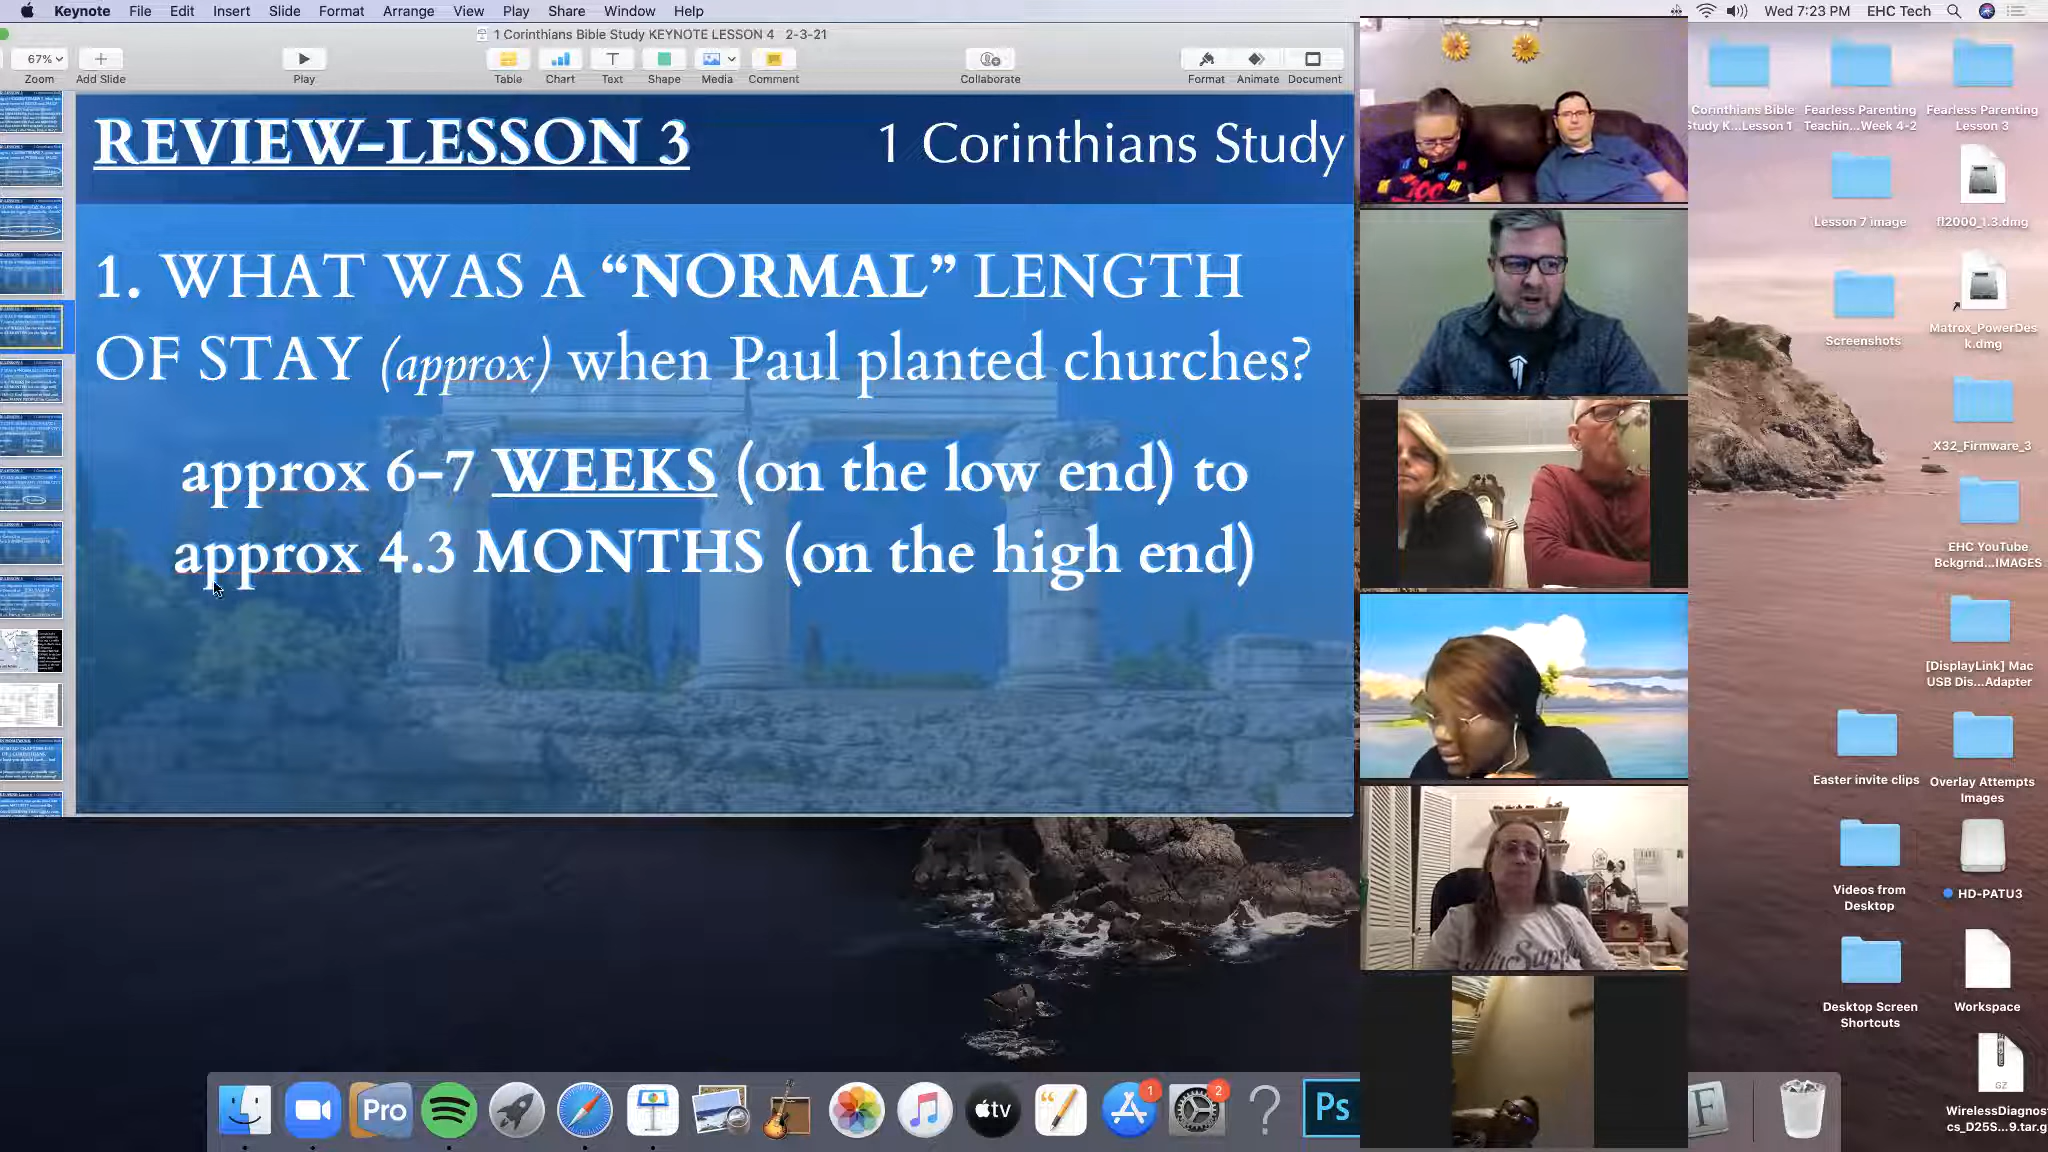 Keynote File Edit Insert Slide Format Arrange View Play Share Window Help
Wed 7:23 PM EHC Tech
1 Corinthians Bible Study KEYNOTE LESSON 4 2-3-21
67%
Zoom Add Slide Play Table Chart Text Shape Media Comment Collaborate Format Animate Document
REVIEW-LESSON 3 1 Corinthians Study
1. WHAT WAS A “NORMAL” LENGTH
OF STAY (approx) when Paul planted churches?
approx 6-7 WEEKS (on the low end) to
approx 4.3 MONTHS (on the high end)
Corinthians Bible
Study K...Lesson 1
Fearless Parenting
Teachin...Week 4-2
Fearless Parenting
Lesson 3
Lesson 7 image
fl2000_1.3.dmg
Screenshots
Matrox_PowerDes
k.dmg
X32_Firmware_3
EHC YouTube
Bckgrnd...IMAGES
[DisplayLink] Mac
USB Dis...Adapter
Easter invite clips
Overlay Attempts
Images
Videos from
Desktop
HD-PATU3
Desktop Screen
Shortcuts
Workspace
GZ
WirelessDiagnos
cs_D25S...9.tar.g
Pro
tv
1
2
Ps
F